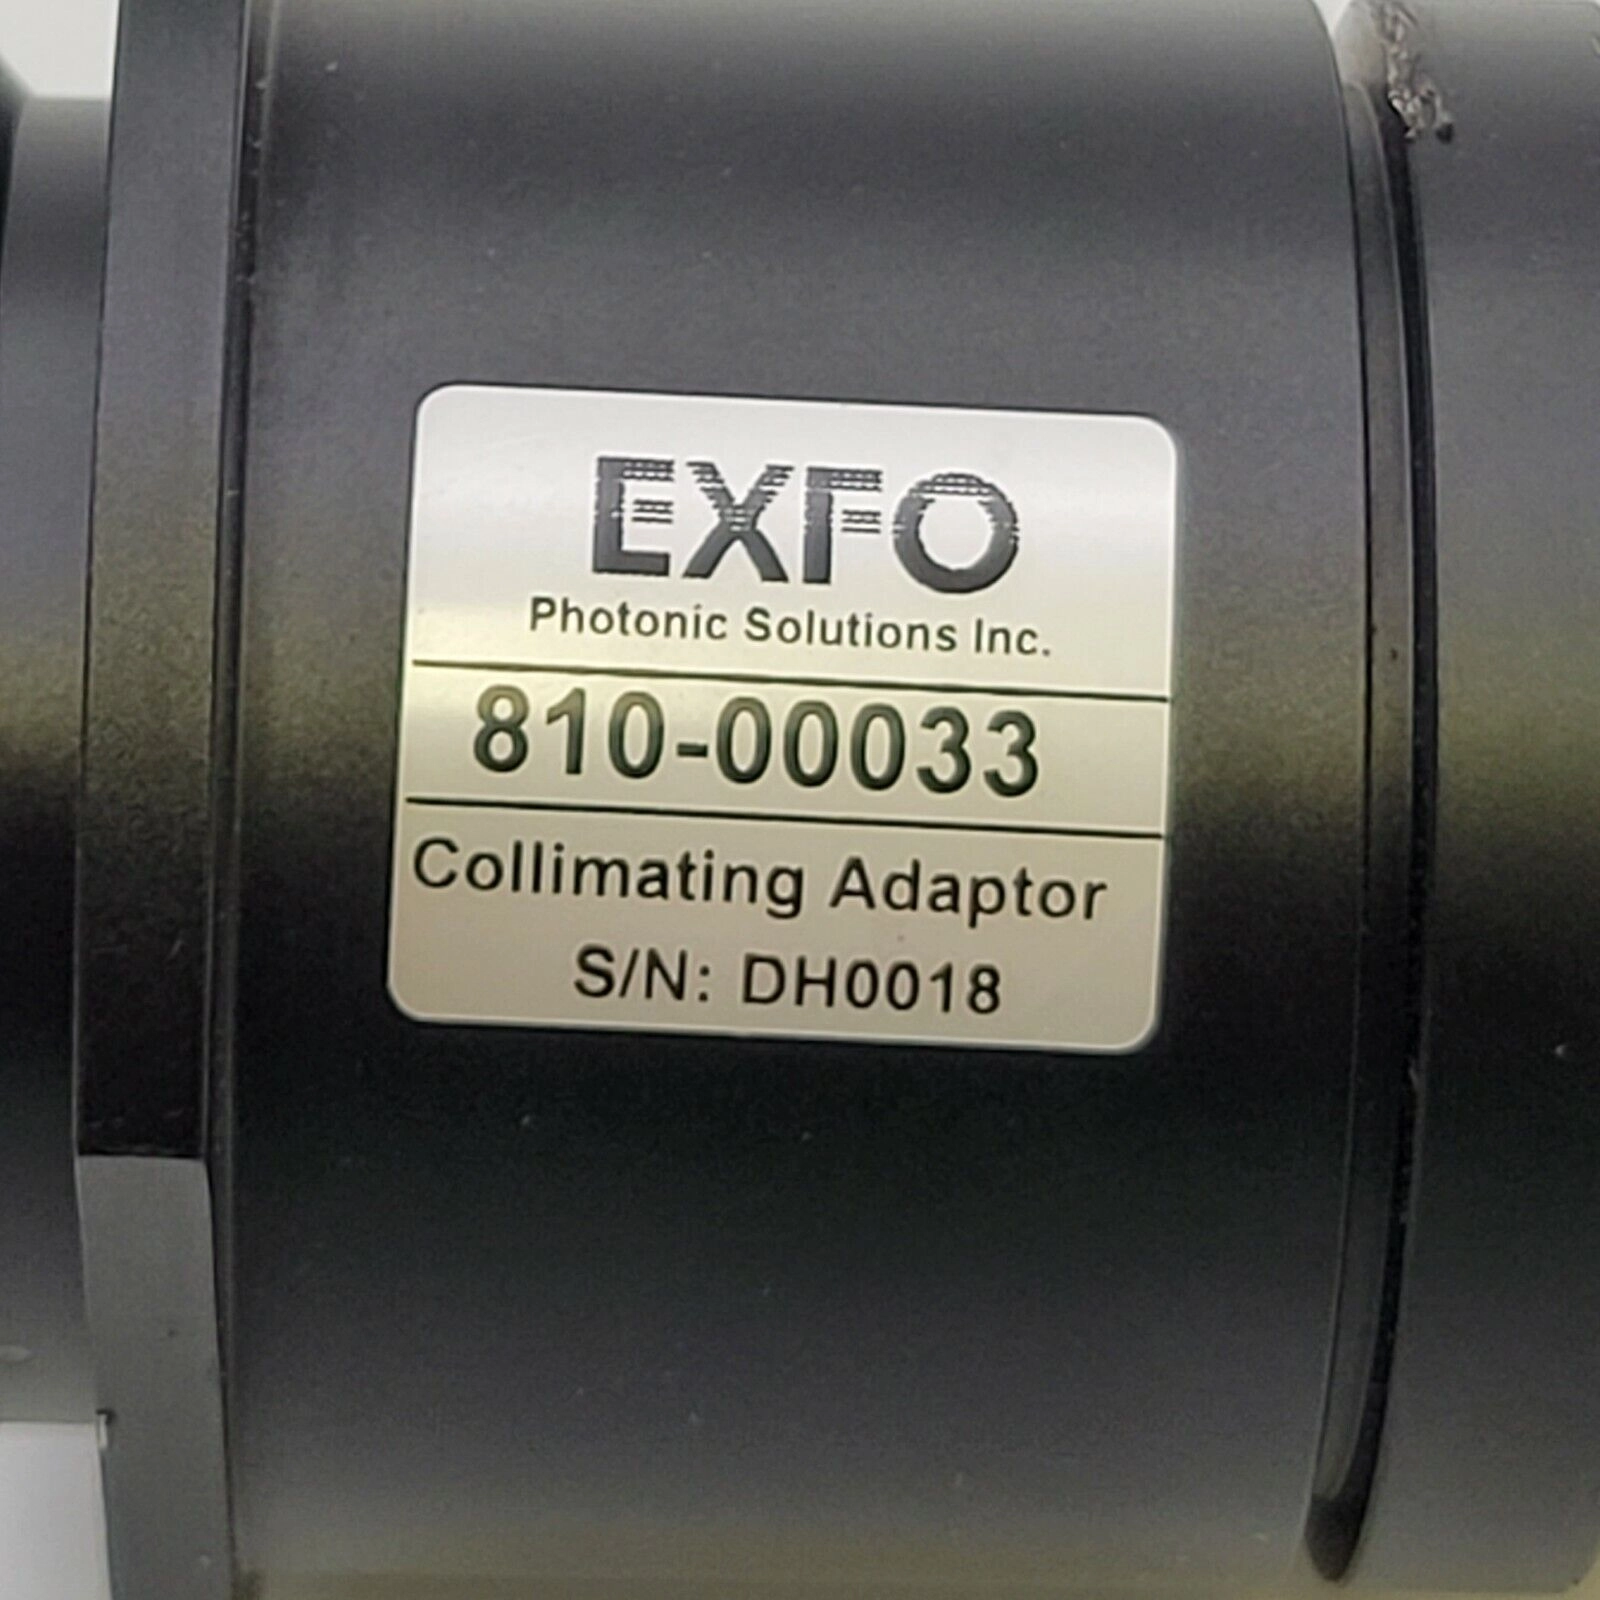 EXFO
Photonic Solutions Inc.
810-00033
Collimating Adaptor
S/N: DH0018